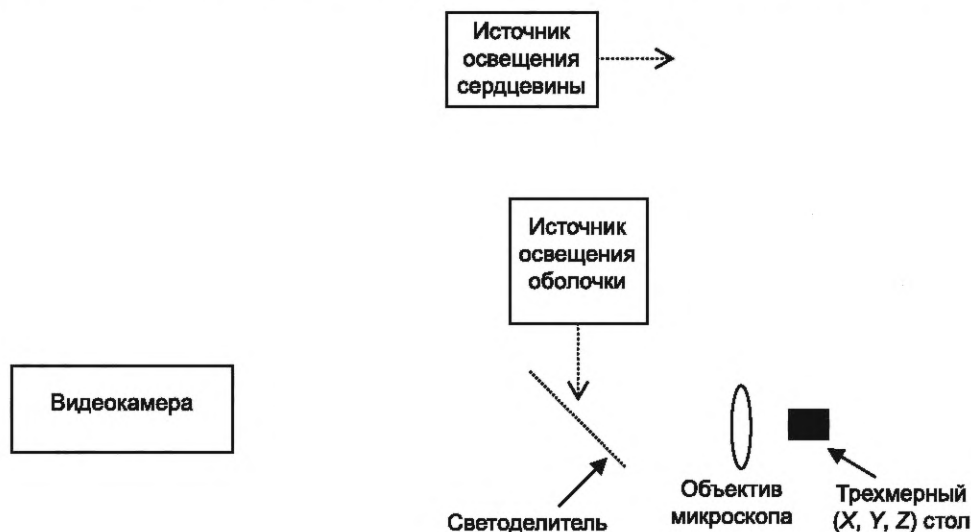 Источник
освещения
сердцевины
Источник
освещения
оболочки
Видеокамера
Светоделитель
Объектив
микроскопа
Трехмерный
(X, Y, Z) стол